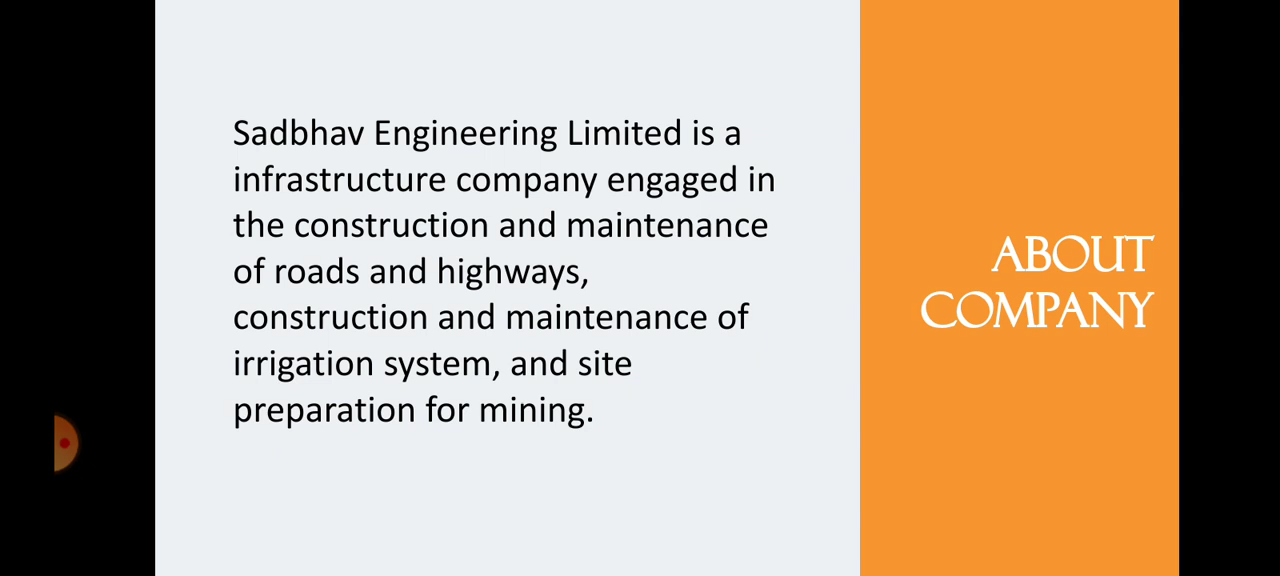 Sadbhav Engineering Limited is a
infrastructure company engaged in
the construction and maintenance
of roads and highways,
construction and maintenance of
irrigation system, and site
preparation for mining.
ABOUT
COMPANY